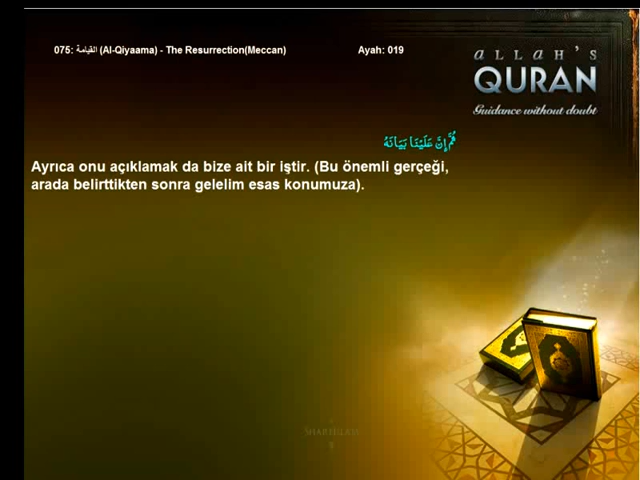 075: القيامة (Al-Qiyaama) - The Resurrection(Meccan) Ayah: 019
ALLAH'S
QURAN
Guidance without doubt
ثُمَّ إِنَّ عَلَيْنَا بَيَانَهُ
Ayrıca onu açıklamak da bize ait bir iştir. (Bu önemli gerçeği,
arada belirttikten sonra gelelim esas konumuza).